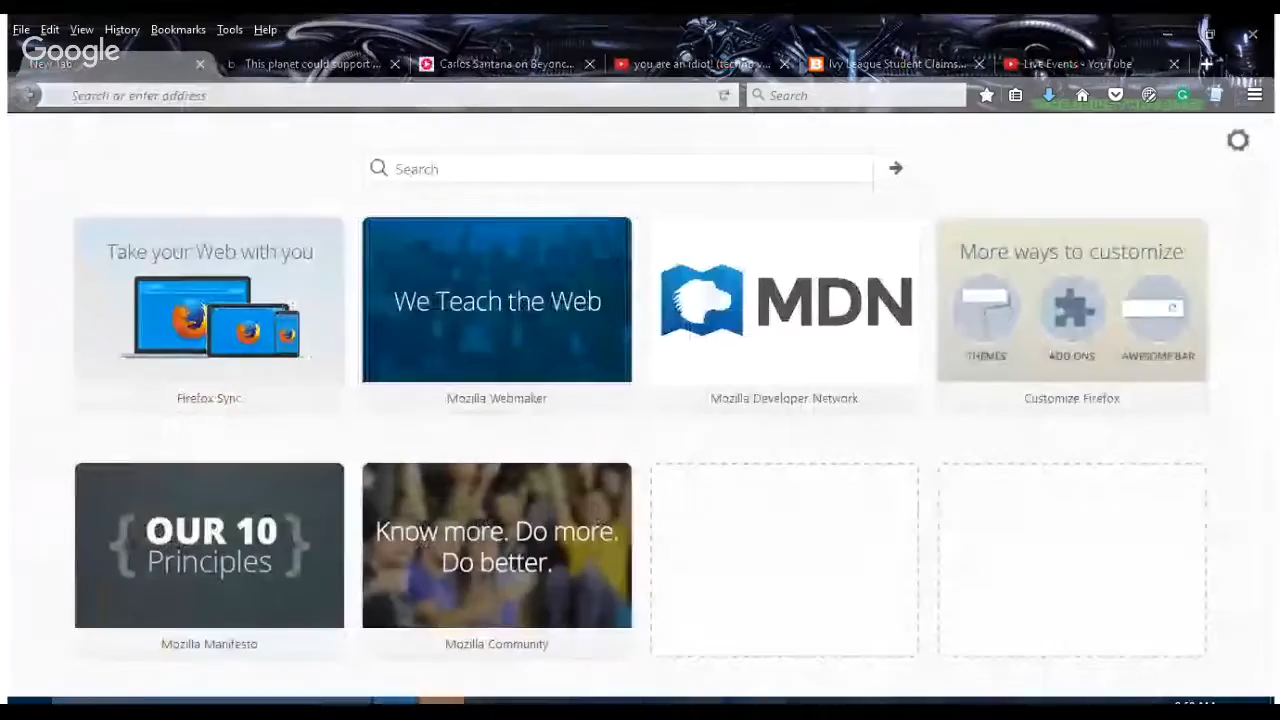 File Edit View History Bookmarks Tools Help
Google
New Tab This planet could support ... Carlos Santana on Beyonc... you are an idiot! (techno v... Ivy League Student Claims... Live Events - YouTube
Search or enter address Search
Search
Take your Web with you
Firefox Sync
We Teach the Web
Mozilla Webmaker
MDN
Mozilla Developer Network
More ways to customize
THEMES ADD-ONS AWESOMEBAR
Customize Firefox
{ OUR 10
Principles }
Mozilla Manifesto
Know more. Do more.
Do better.
Mozilla Community